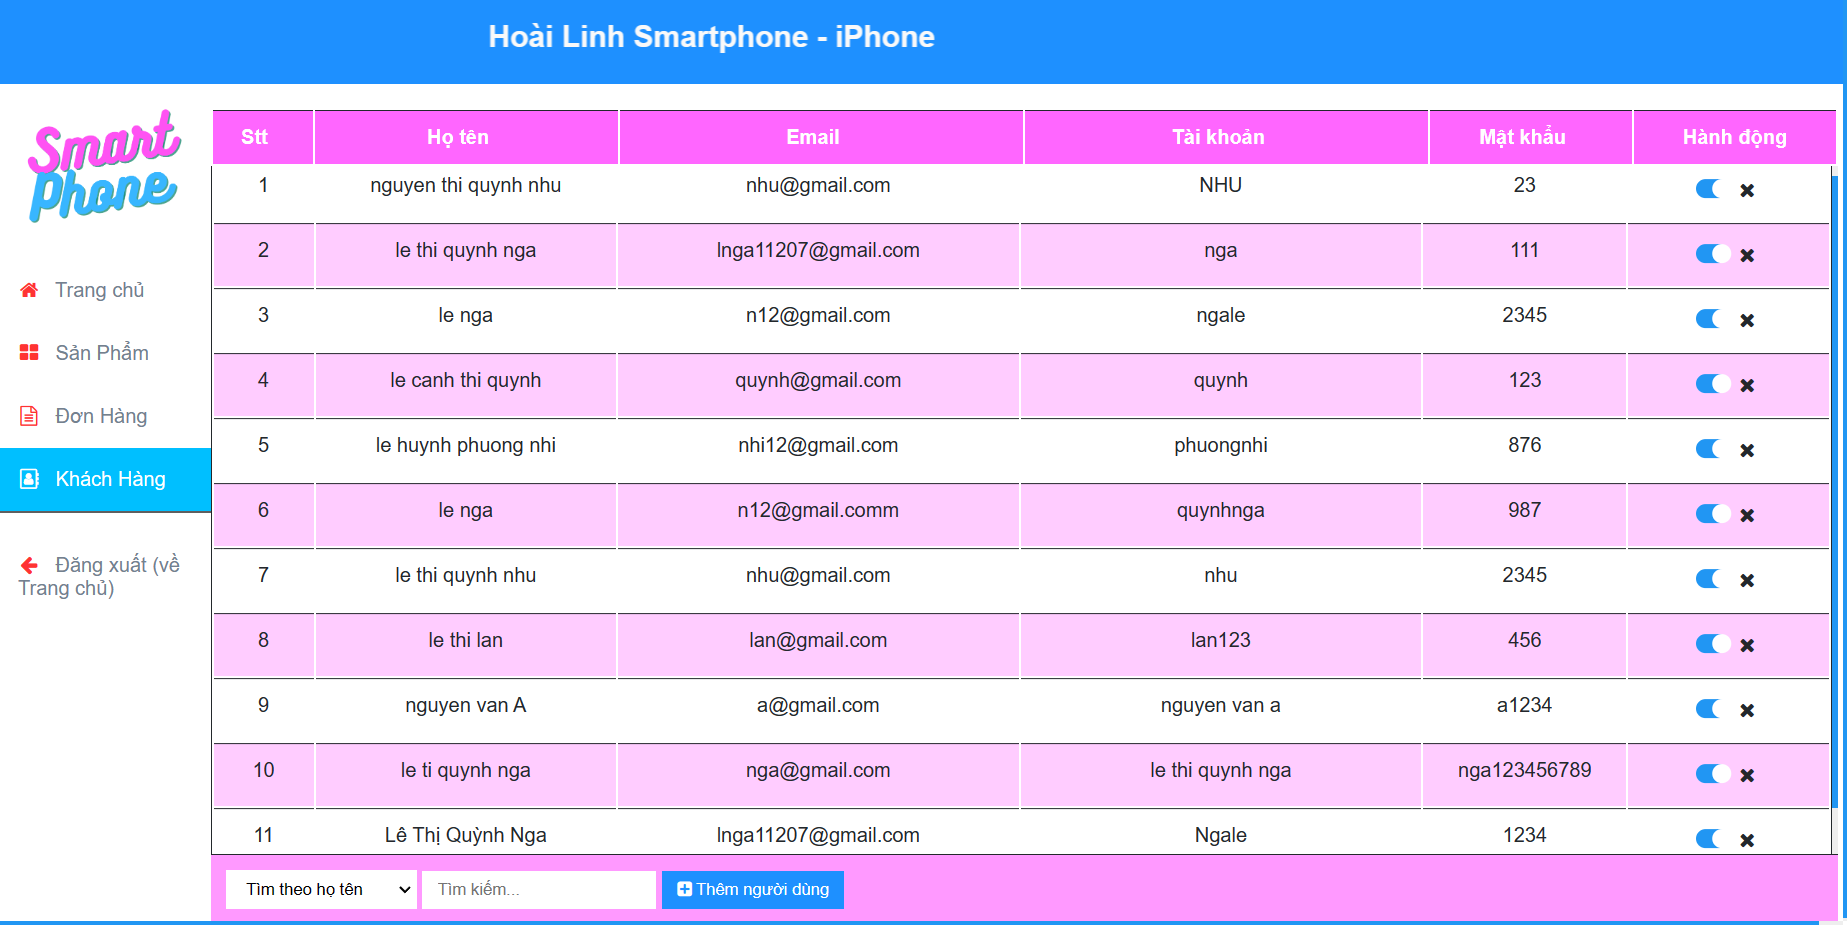 Hoài Linh Smartphone - iPhone
Smart
Phone
Trang chủ
Sản Phẩm
Đơn Hàng
Khách Hàng
Đăng xuất (về
Trang chủ)
Stt Họ tên Email Tài khoản Mật khẩu Hành động
1 nguyen thi quynh nhu nhu@gmail.com NHU 23
2 le thi quynh nga lnga11207@gmail.com nga 111
3 le nga n12@gmail.com ngale 2345
4 le canh thi quynh quynh@gmail.com quynh 123
5 le huynh phuong nhi nhi12@gmail.com phuongnhi 876
6 le nga n12@gmail.comm quynhnga 987
7 le thi quynh nhu nhu@gmail.com nhu 2345
8 le thi lan lan@gmail.com lan123 456
9 nguyen van A a@gmail.com nguyen van a a1234
10 le ti quynh nga nga@gmail.com le thi quynh nga nga123456789
11 Lê Thị Quỳnh Nga lnga11207@gmail.com Ngale 1234
Tìm theo họ tên Tìm kiếm... Thêm người dùng